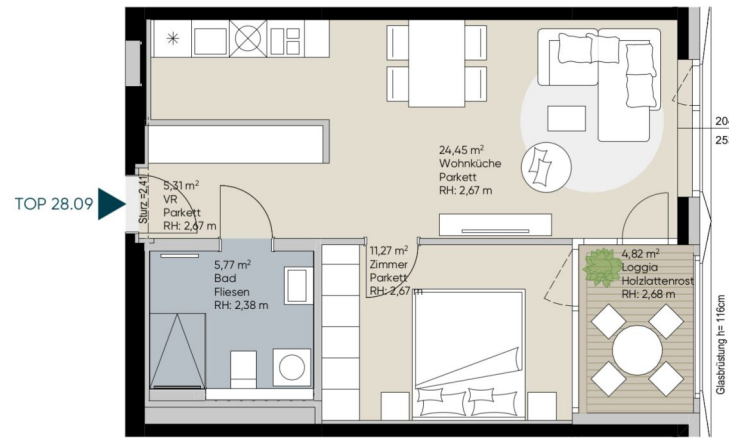 TOP 28.09
Sturz =2,41
5,31 m²
VR
Parkett
RH: 2,67 m
24,45 m²
Wohnküche
Parkett
RH: 2,67 m
5,77 m²
Bad
Fliesen
RH: 2,38 m
11,27 m²
Zimmer
Parkett
RH: 2,67 m
4,82 m²
Loggia
Holzlattenrost
RH: 2,68 m
Glasbrüstung h= 116cm